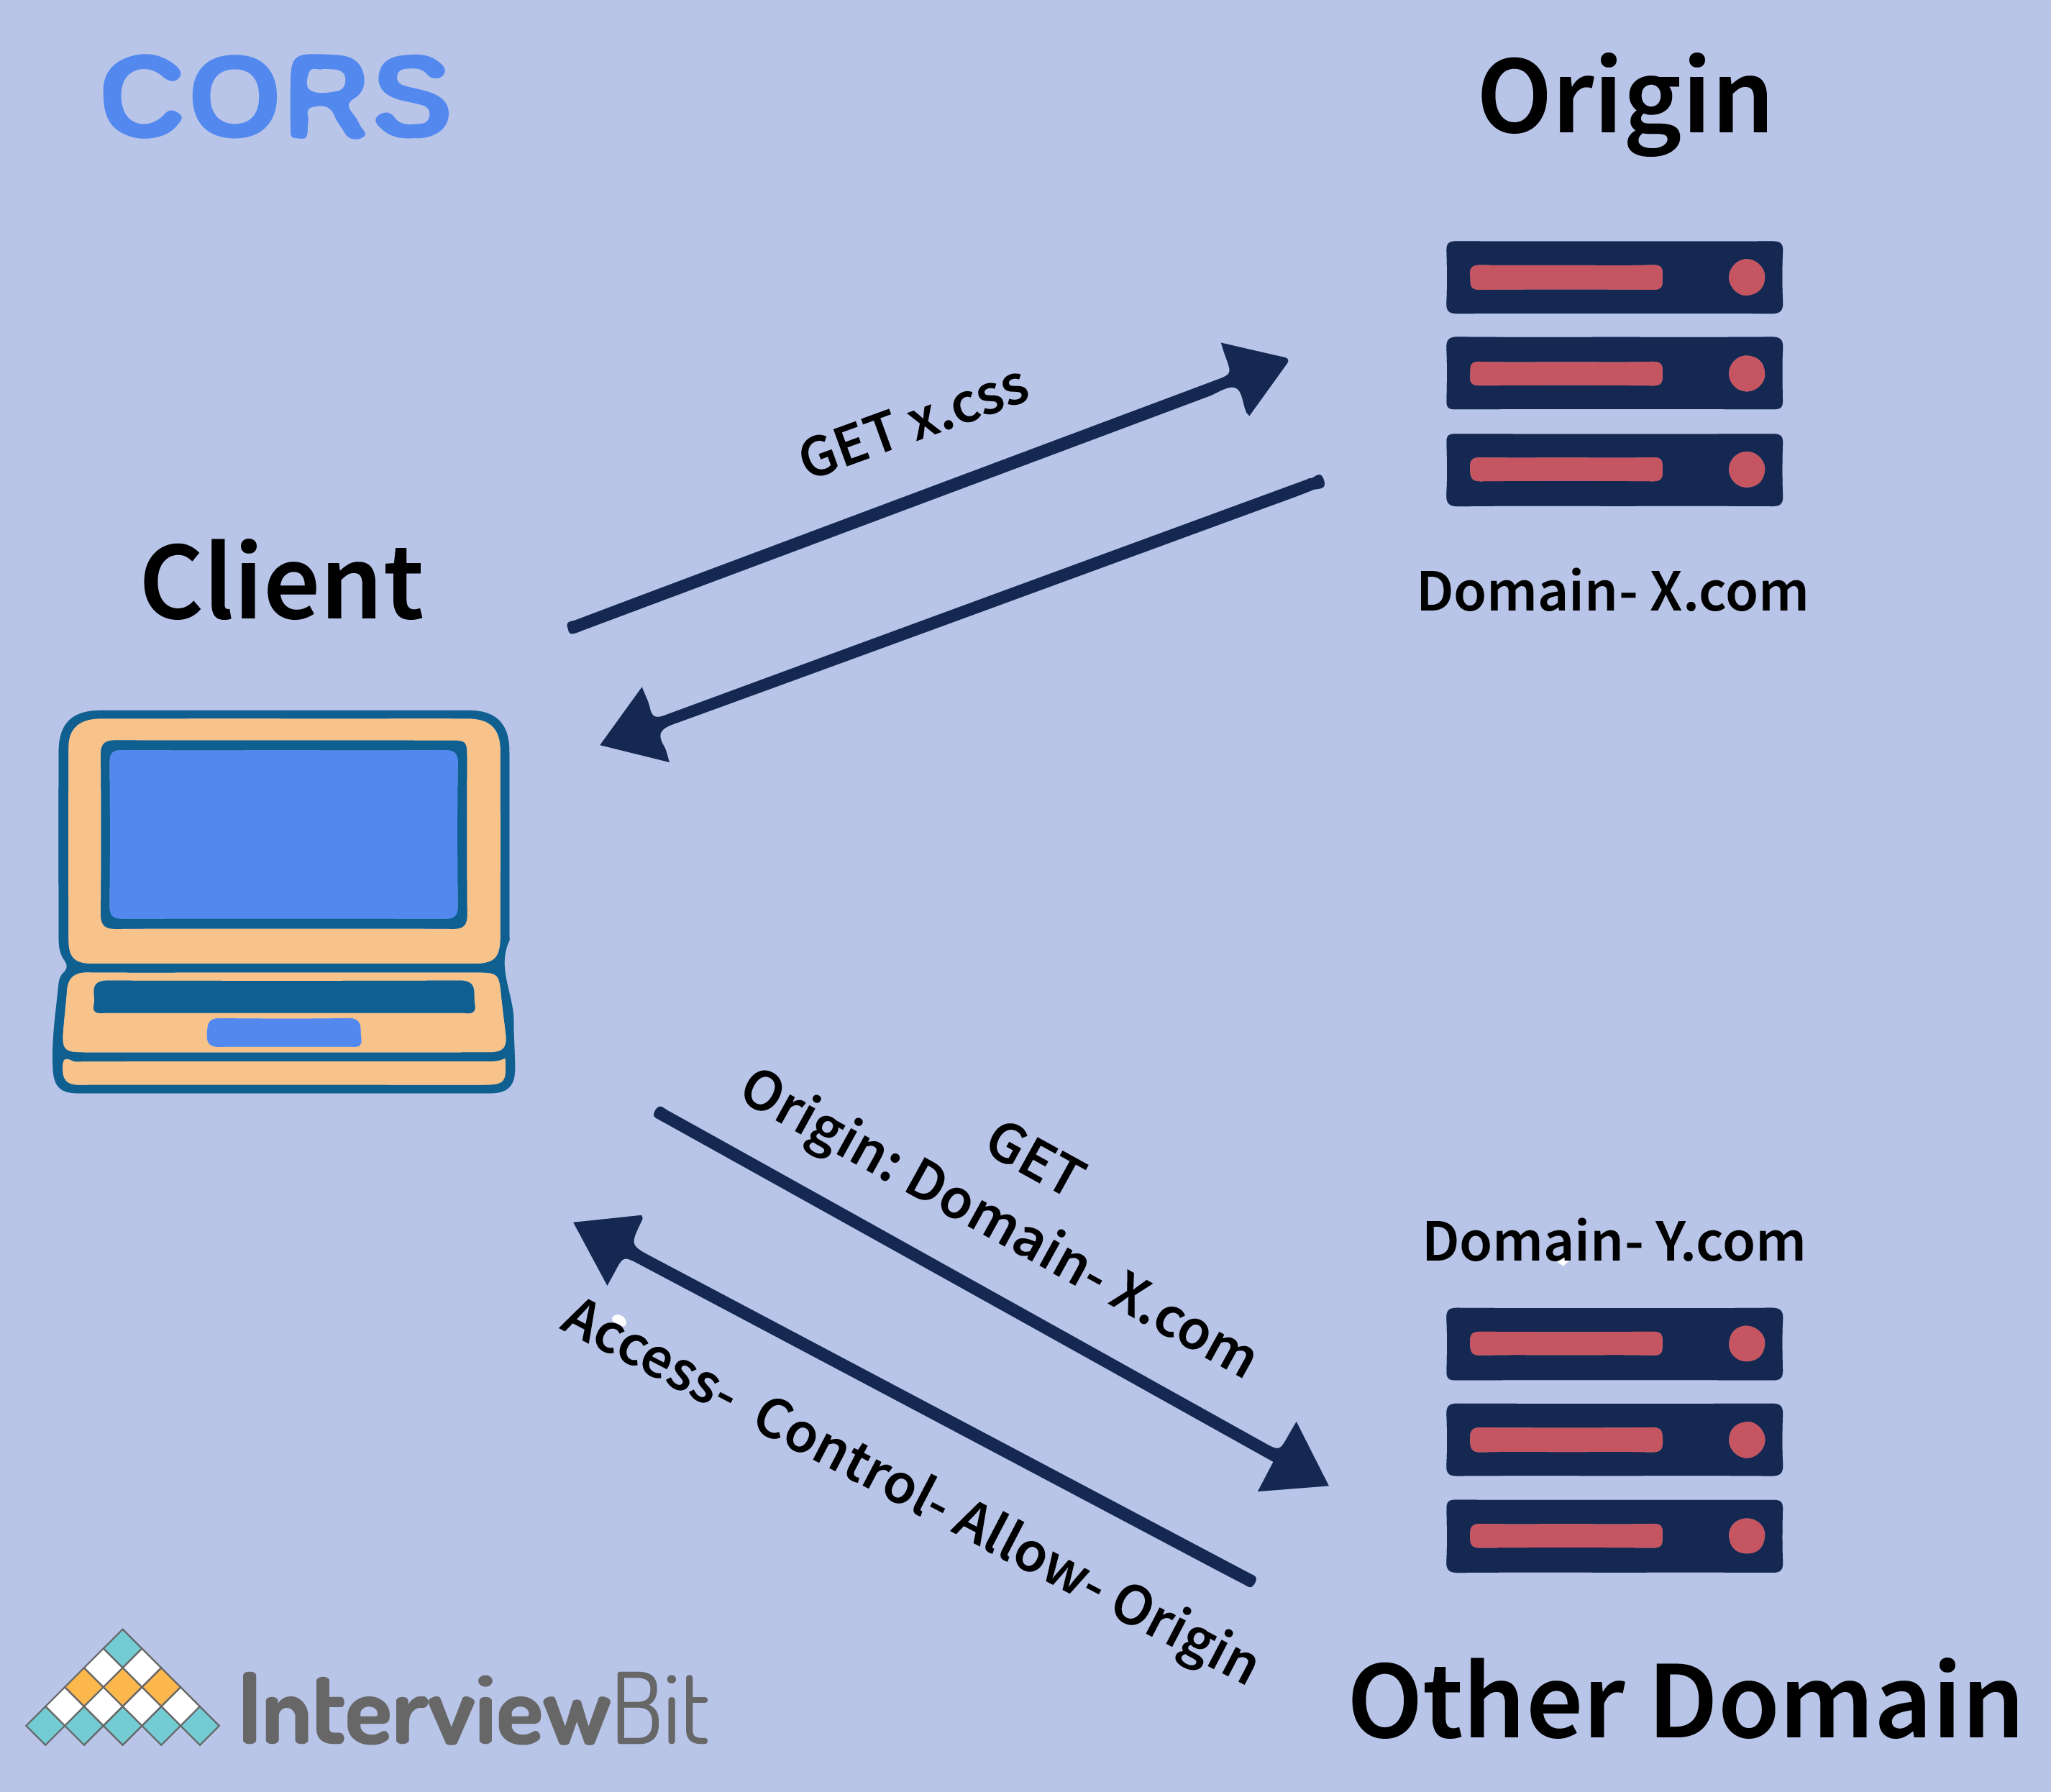 CORS
Origin
GET x.css
Client
Domain- X.com
GET
Origin: Domain- X.com
Domain- Y.com
Access- Control- Allow- Origin
InterviewBit
Other Domain